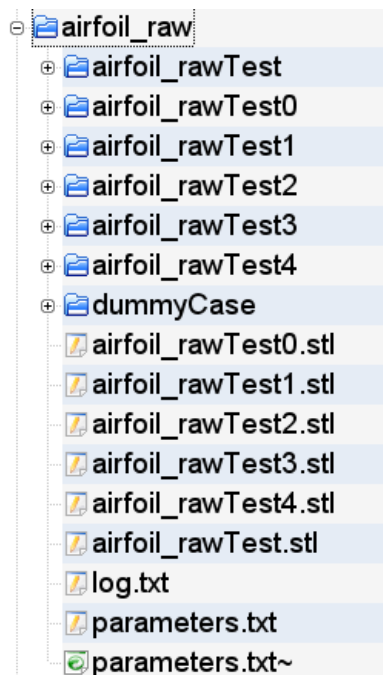 airfoil_raw
airfoil_rawTest
airfoil_rawTest0
airfoil_rawTest1
airfoil_rawTest2
airfoil_rawTest3
airfoil_rawTest4
dummyCase
airfoil_rawTest0.stl
airfoil_rawTest1.stl
airfoil_rawTest2.stl
airfoil_rawTest3.stl
airfoil_rawTest4.stl
airfoil_rawTest.stl
log.txt
parameters.txt
parameters.txt~